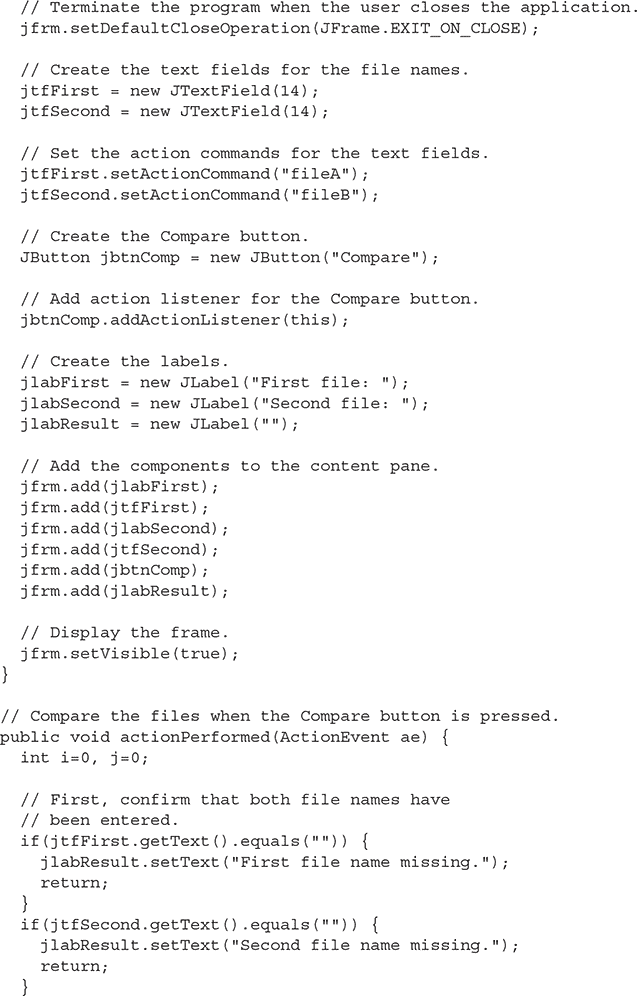 // Terminate the program when the user closes the application.
jfrm.setDefaultCloseOperation(JFrame.EXIT_ON_CLOSE);
// Create the text fields for the file names.
jtfFirst = new JTextField(14);
jtfSecond = new JTextField(14);
// Set the action commands for the text fields.
jtfFirst.setActionCommand("fileA");
jtfSecond.setActionCommand("fileB");
// Create the Compare button.
JButton jbtnComp = new JButton("Compare");
// Add action listener for the Compare button.
jbtnComp.addActionListener(this);
// Create the labels.
jlabFirst = new JLabel("First file: ");
jlabSecond = new JLabel("Second file: ");
jlabResult = new JLabel("");
// Add the components to the content pane.
jfrm.add(jlabFirst);
jfrm.add(jtfFirst);
jfrm.add(jlabSecond);
jfrm.add(jtfSecond);
jfrm.add(jbtnComp);
jfrm.add(jlabResult);
// Display the frame.
jfrm.setVisible(true);
}
// Compare the files when the Compare button is pressed.
public void actionPerformed(ActionEvent ae) {
int i=0, j=0;
// First, confirm that both file names have
// been entered.
if(jtfFirst.getText().equals("")) {
jlabResult.setText("First file name missing.");
return;
}
if(jtfSecond.getText().equals("")) {
jlabResult.setText("Second file name missing.");
return;
}